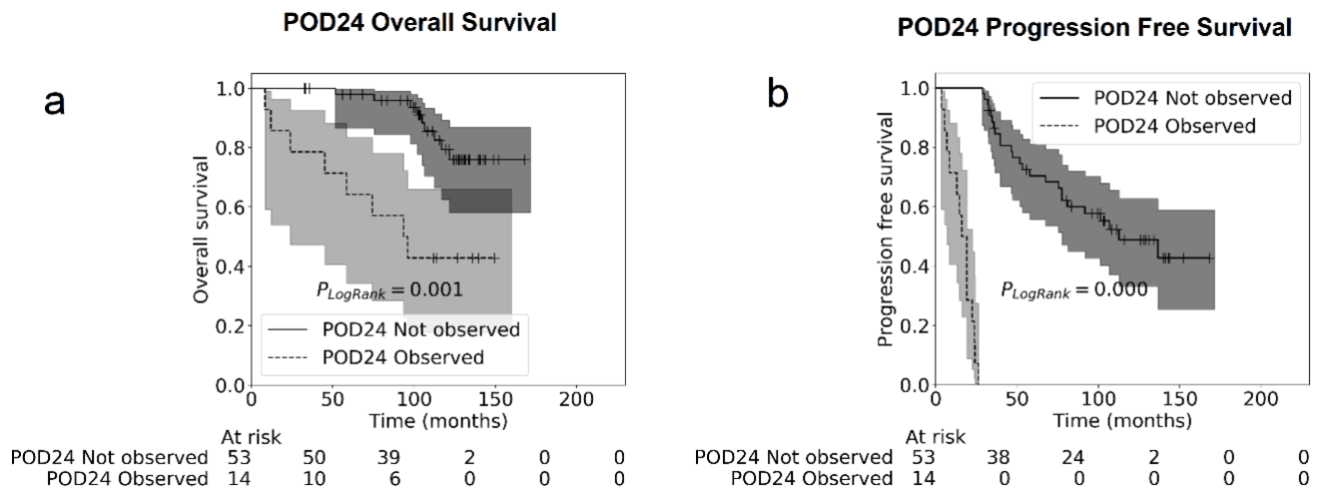 POD24 Overall Survival
a
Overall survival
1.0
0.8
0.6
0.4
0.2
0.0
P_LogRank = 0.001
POD24 Not observed
POD24 Observed
0 50 100 150 200
Time (months)
At risk
POD24 Not observed 53 50 39 2 0 0
POD24 Observed 14 10 6 0 0 0
POD24 Progression Free Survival
b
Progression free survival
1.0
0.8
0.6
0.4
0.2
0.0
POD24 Not observed
POD24 Observed
P_LogRank = 0.000
0 50 100 150 200
Time (months)
At risk
POD24 Not observed 53 38 24 2 0 0
POD24 Observed 14 0 0 0 0 0